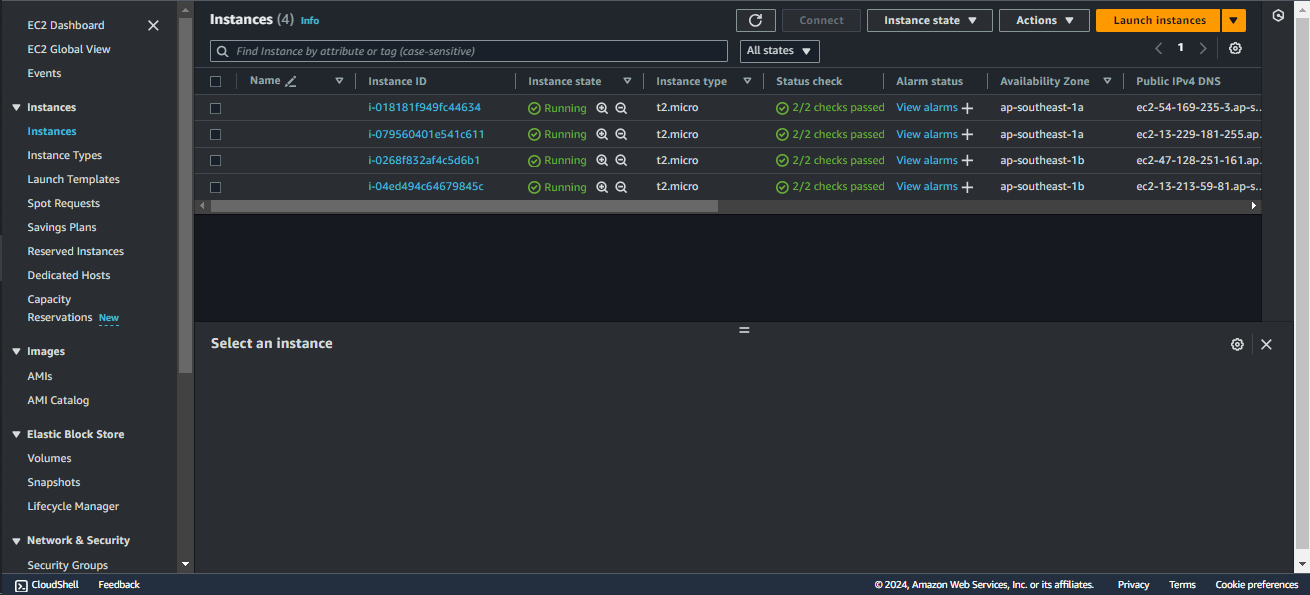 EC2 Dashboard
EC2 Global View
Events
Instances
Instances
Instance Types
Launch Templates
Spot Requests
Savings Plans
Reserved Instances
Dedicated Hosts
Capacity
Reservations New
Images
AMIs
AMI Catalog
Elastic Block Store
Volumes
Snapshots
Lifecycle Manager
Network & Security
Security Groups
Instances (4) Info
Connect Instance state Actions Launch instances
Find Instance by attribute or tag (case-sensitive) All states 1
Name Instance ID Instance state Instance type Status check Alarm status Availability Zone Public IPv4 DNS
i-018181f949fc44634 Running t2.micro 2/2 checks passed View alarms ap-southeast-1a ec2-54-169-235-3.ap-s...
i-079560401e541c611 Running t2.micro 2/2 checks passed View alarms ap-southeast-1a ec2-13-229-181-255.ap.
i-0268f832af4c5d6b1 Running t2.micro 2/2 checks passed View alarms ap-southeast-1b ec2-47-128-251-161.ap.
i-04ed494c64679845c Running t2.micro 2/2 checks passed View alarms ap-southeast-1b ec2-13-213-59-81.ap-s...
Select an instance
CloudShell Feedback © 2024, Amazon Web Services, Inc. or its affiliates. Privacy Terms Cookie preferences